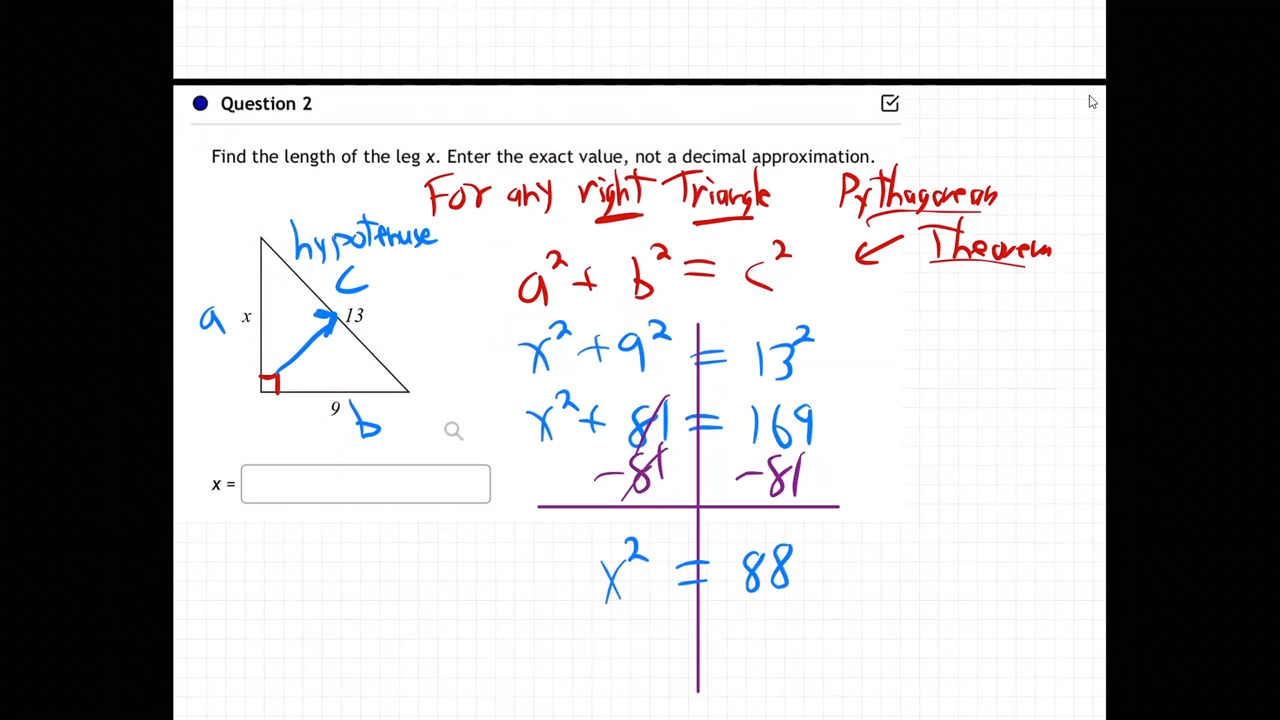 Question 2
Find the length of the leg x. Enter the exact value, not a decimal approximation.
For any right Triangle Pythagorean
Theorem
hypotenuse
c
a² + b² = c²
a x 13
x² + 9² = 13²
9 b
x² + 81 = 169
-81 -81
x =
x² = 88